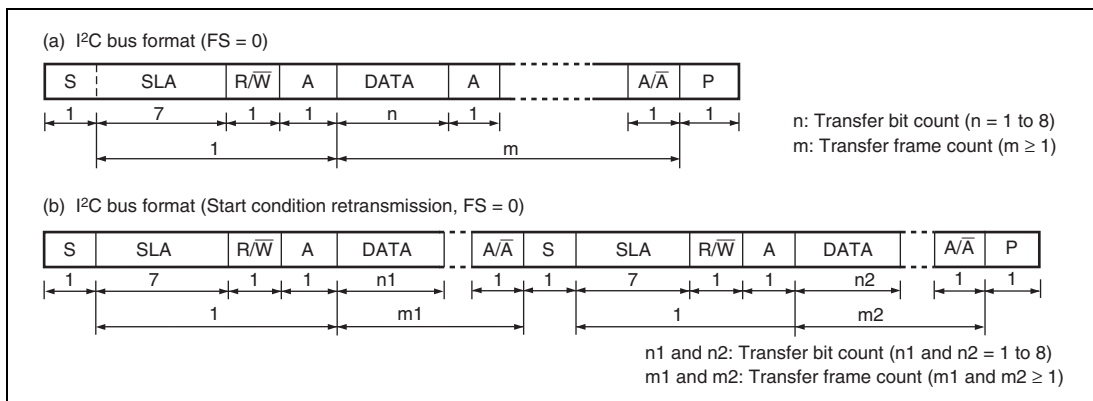 (a) I²C bus format (FS = 0)
S SLA R/W̅ A DATA A A/A̅ P
1 7 1 1 n 1 1 1
1 m
n: Transfer bit count (n = 1 to 8)
m: Transfer frame count (m ≥ 1)
(b) I²C bus format (Start condition retransmission, FS = 0)
S SLA R/W̅ A DATA A/A̅ S SLA R/W̅ A DATA A/A̅ P
1 7 1 1 n1 1 1 7 1 1 n2 1 1
1 m1 1 m2
n1 and n2: Transfer bit count (n1 and n2 = 1 to 8)
m1 and m2: Transfer frame count (m1 and m2 ≥ 1)